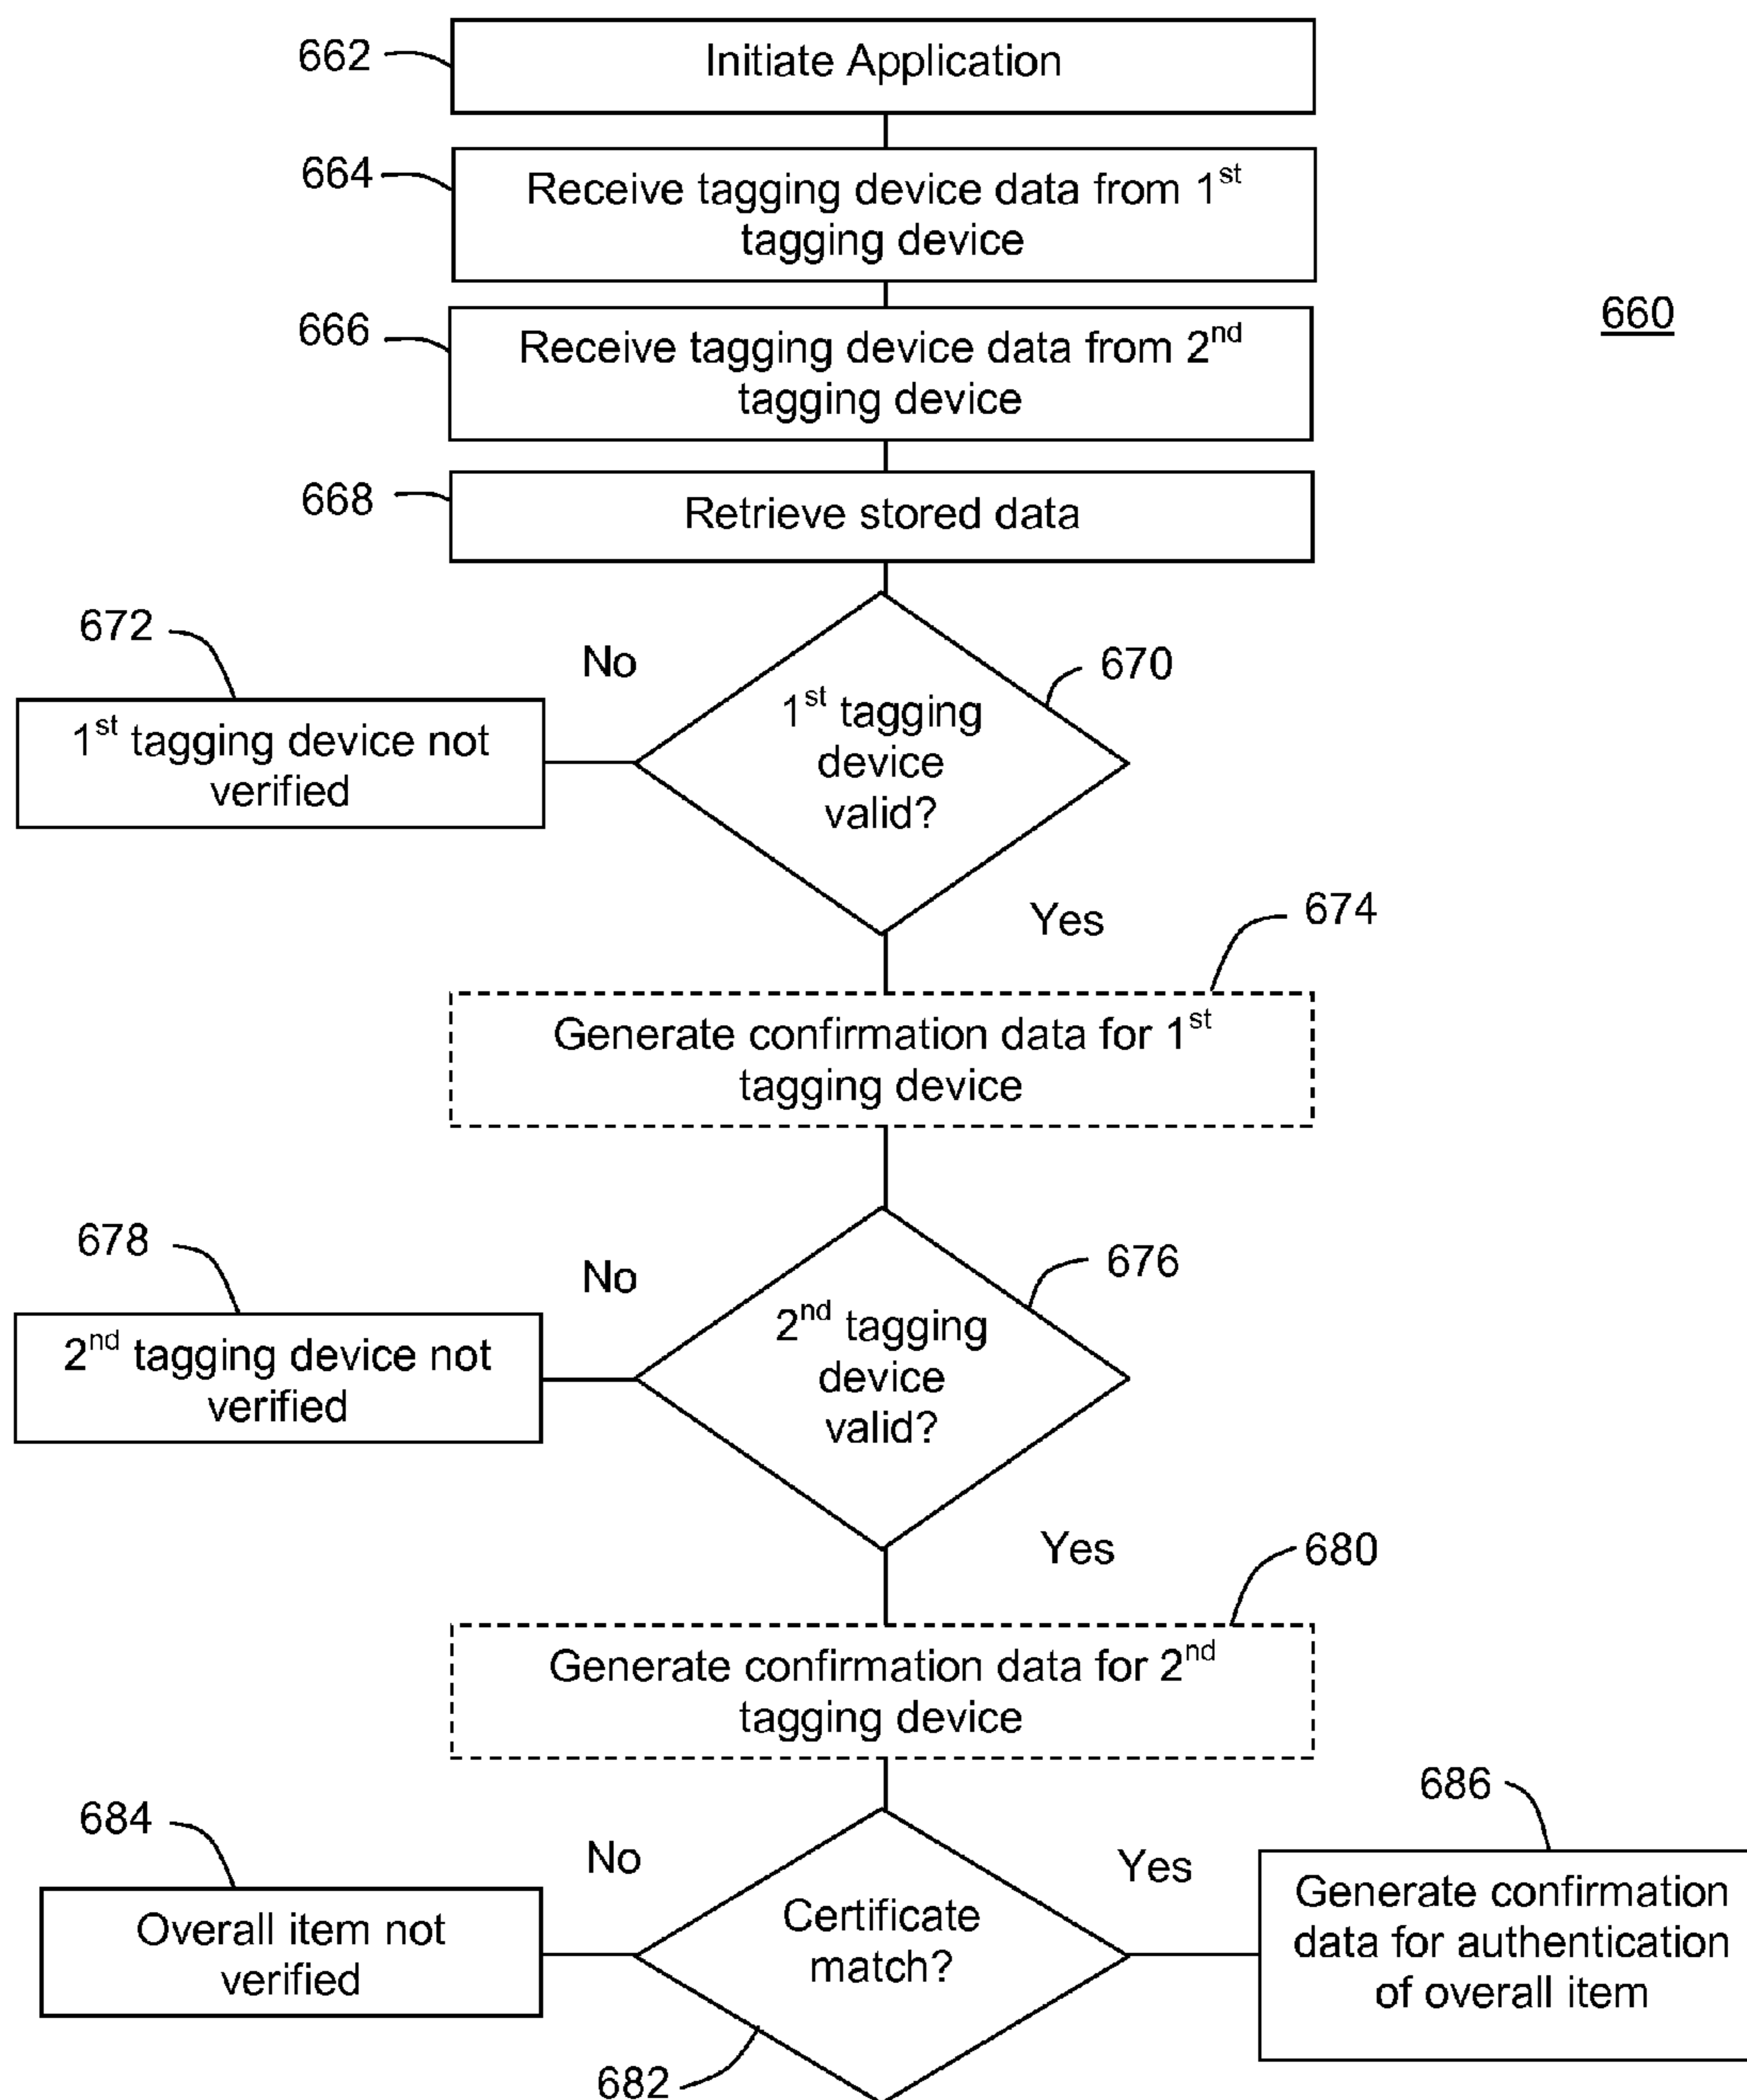 662
Initiate Application
664
Receive tagging device data from 1st
tagging device
660
666
Receive tagging device data from 2nd
tagging device
668
Retrieve stored data
672
No
670
1st tagging device not
verified
1st tagging
device
valid?
Yes
674
Generate confirmation data for 1st
tagging device
678
No
676
2nd tagging device not
verified
2nd tagging
device
valid?
Yes
680
Generate confirmation data for 2nd
tagging device
684
No
Yes
686
Overall item not
verified
Certificate
match?
Generate confirmation
data for authentication
of overall item
682